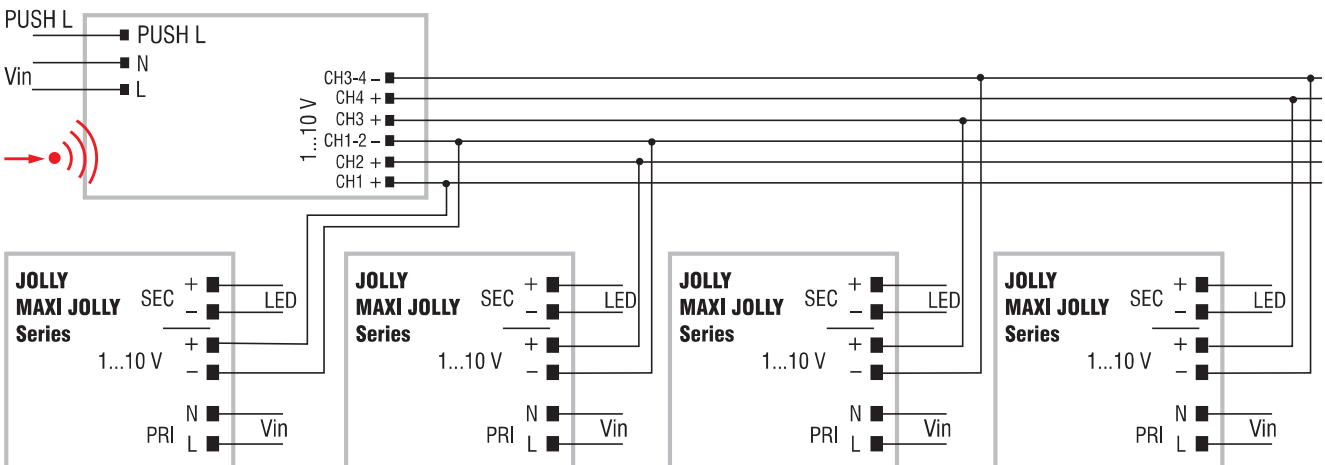 PUSH L
PUSH L
N
Vin
L
1...10 V
CH3-4 -
CH4 +
CH3 +
CH1-2 -
CH2 +
CH1 +
JOLLY
MAXI JOLLY
Series
SEC
+
-
LED
1...10 V
+
-
PRI
N
L
Vin
JOLLY
MAXI JOLLY
Series
SEC
+
-
LED
1...10 V
+
-
PRI
N
L
Vin
JOLLY
MAXI JOLLY
Series
SEC
+
-
LED
1...10 V
+
-
PRI
N
L
Vin
JOLLY
MAXI JOLLY
Series
SEC
+
-
LED
1...10 V
+
-
PRI
N
L
Vin